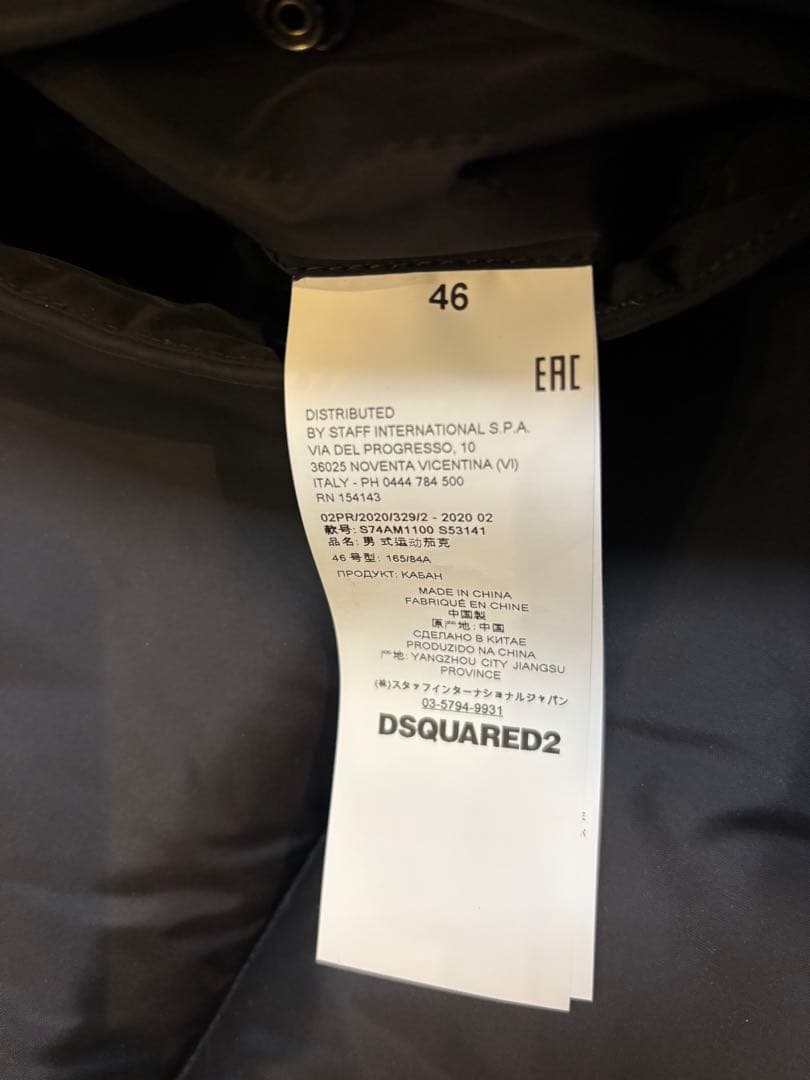 46
EAC
DISTRIBUTED
BY STAFF INTERNATIONAL S.P.A.
VIA DEL PROGRESSO, 10
36025 NOVENTA VICENTINA (VI)
ITALY - PH 0444 784 500
RN 154143
02PR/2020/329/2 - 2020 02
款号: S74AM1100 S53141
品名: 男式运动茄克
46 号型: 165/84A
ПРОДУКТ: КАБАН
MADE IN CHINA
FABRIQUÉ EN CHINE
中国製
原产地: 中国
СДЕЛАНО В КИТАЕ
PRODUZIDO NA CHINA
产地: YANGZHOU CITY JIANGSU
PROVINCE
(株)スタッフインターナショナルジャパン
03-5794-9931
DSQUARED2